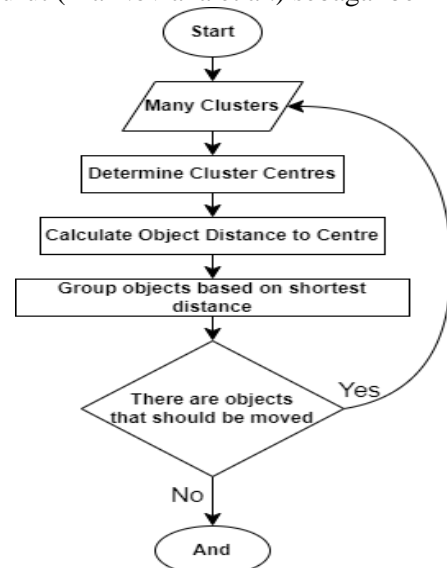 Start
Many Clusters
Determine Cluster Centres
Calculate Object Distance to Centre
Group objects based on shortest
distance
There are objects
that should be moved
Yes
No
And